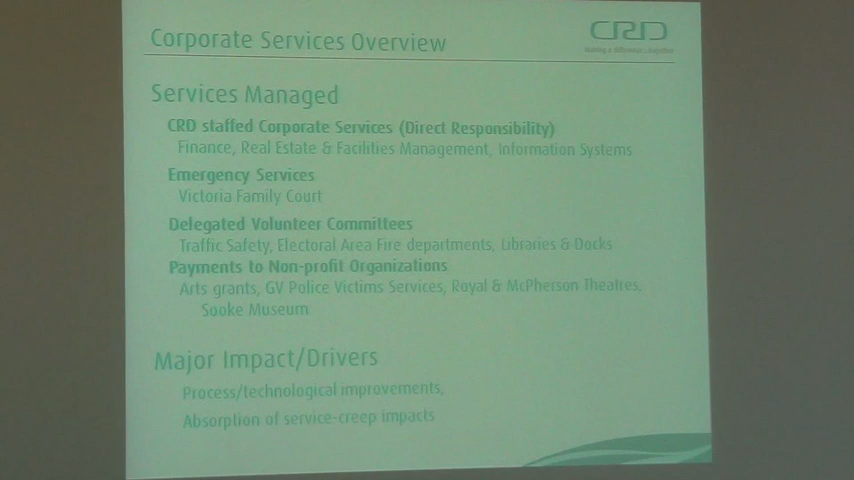 Corporate Services Overview
CRD
Making a difference...together
Services Managed
CRD staffed Corporate Services (Direct Responsibility)
Finance, Real Estate & Facilities Management, Information Systems
Emergency Services
Victoria Family Court
Delegated Volunteer Committees
Traffic Safety, Electoral Area Fire departments, Libraries & Docks
Payments to Non-profit Organizations
Arts grants, GV Police Victims Services, Royal & McPherson Theatres,
Sooke Museum
Major Impact/Drivers
Process/technological improvements,
Absorption of service-creep impacts